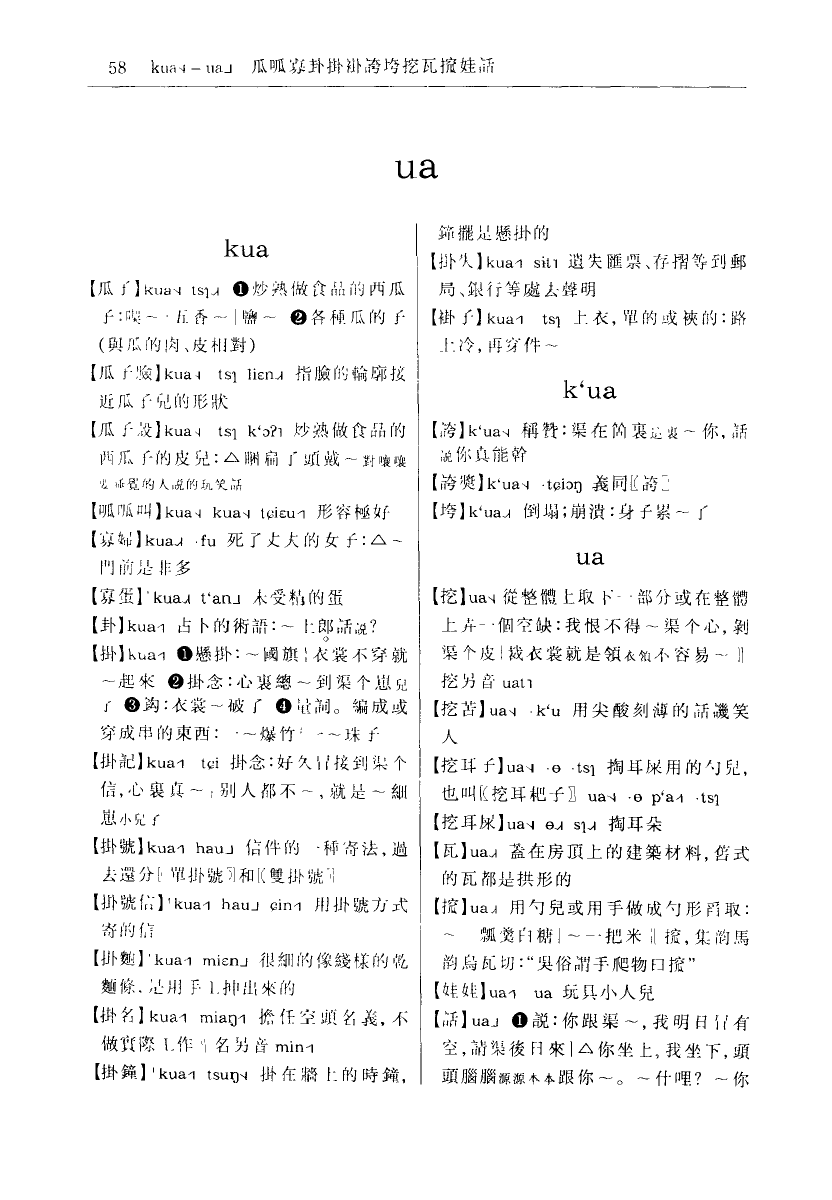 58 kua˧˥ – ua˩ 瓜呱寡卦掛褂誇垮挖瓦搲娃話
ua
kua
【瓜子】kua ts ❶炒熟做食品的西瓜
子:喫~|五香~|鹽~ ❷各種瓜的子
(與瓜的肉、皮相對)
【瓜子臉】kua tsɿ liɛn 指臉的輪廓接
近瓜子兒的形狀
【瓜子殼】kua tsɿ k‘ɔʔ 炒熟做食品的
西瓜子的皮兒:△睏扁了頭戴~對嚷嚷
要睡覺的人説的玩笑話
【呱呱叫】kua kua tɕiɛu 形容極好
【寡婦】kua ·fu 死了丈夫的女子:△~
門前是非多
【寡蛋】kua t‘an˩ 未受精的蛋
【卦】kua 占卜的術語:~上郎話説?
【掛】kua ❶懸掛:~國旗|衣裳不穿就
~起來 ❷掛念:心裏總~到渠个崽兒
了 ❸鈎:衣裳~破了 ❹量詞。編成或
穿成串的東西:一~爆竹|一~珠子
【掛記】kua tɕi 掛念:好久冇接到渠个
信,心裏真~|別人都不~,就是~細
崽小兒子
【掛號】kua hau˩ 信件的一種寄法,過
去還分〖單掛號〗和〖雙掛號〗
【掛號信】kua hau˩ ɕin 用掛號方式
寄的信
【掛麵】kua miɛn˩ 很細的像綫樣的乾
麵條,是用手工抻出來的
【掛名】kua miaŋ 擔任空頭名義,不
做實際工作‖名另音 min
【掛鐘】kua tsuŋ 掛在牆上的時鐘,
鐘擺是懸掛的
【掛失】kua sit 遺失匯票、存摺等到郵
局、銀行等處去聲明
【褂子】kua tsɿ 上衣,單的或裌的:路
上冷,再穿件~
k‘ua
【誇】k‘ua 稱贊:渠在箇裏這裏~你,話
説你真能幹
【誇獎】k‘ua ·tɕiɔŋ 義同〖誇〗
【垮】k‘ua 倒塌;崩潰:身子累~了
ua
【挖】ua 從整體上取下一部分或在整體
上弄一個空缺:我恨不得~渠个心,剝
渠个皮|裁衣裳就是領衣領不容易~‖
挖另音 uat
【挖苦】ua ·k‘u 用尖酸刻薄的話譏笑
人
【挖耳子】ua ·ɵ ·tsɿ 掏耳屎用的勺兒,
也叫〖挖耳杷子〗 ua ·ɵ p‘a ·tsɿ
【挖耳屎】ua ɵ sɿ 掏耳朵
【瓦】ua 蓋在房頂上的建築材料,舊式
的瓦都是拱形的
【搲】ua 用勺兒或用手做成勺形舀取:
~一瓢羹白糖|~一把米‖搲,集韵馬
韵烏瓦切:“吳俗謂手爬物曰搲”
【娃娃】ua ua 玩具小人兒
【話】ua˩ ❶説:你跟渠~,我明日冇有
空,請渠後日來|△你坐上,我坐下,頭
頭腦腦源源本本跟你~。~什哩?~你